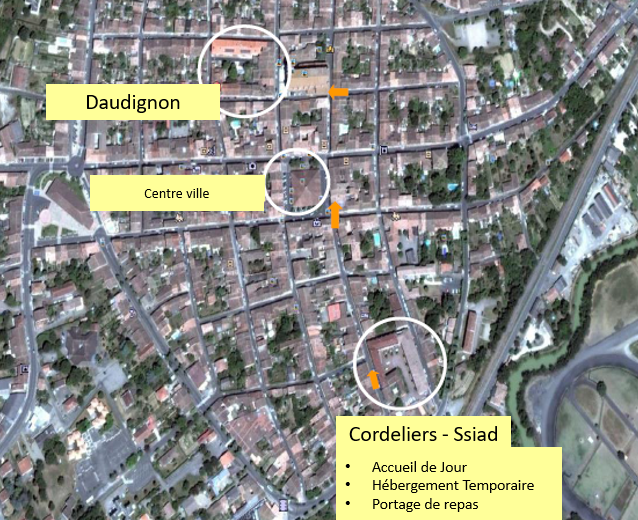 Daudignon
Centre ville
Cordeliers - Ssiad
• Accueil de Jour
• Hébergement Temporaire
• Portage de repas